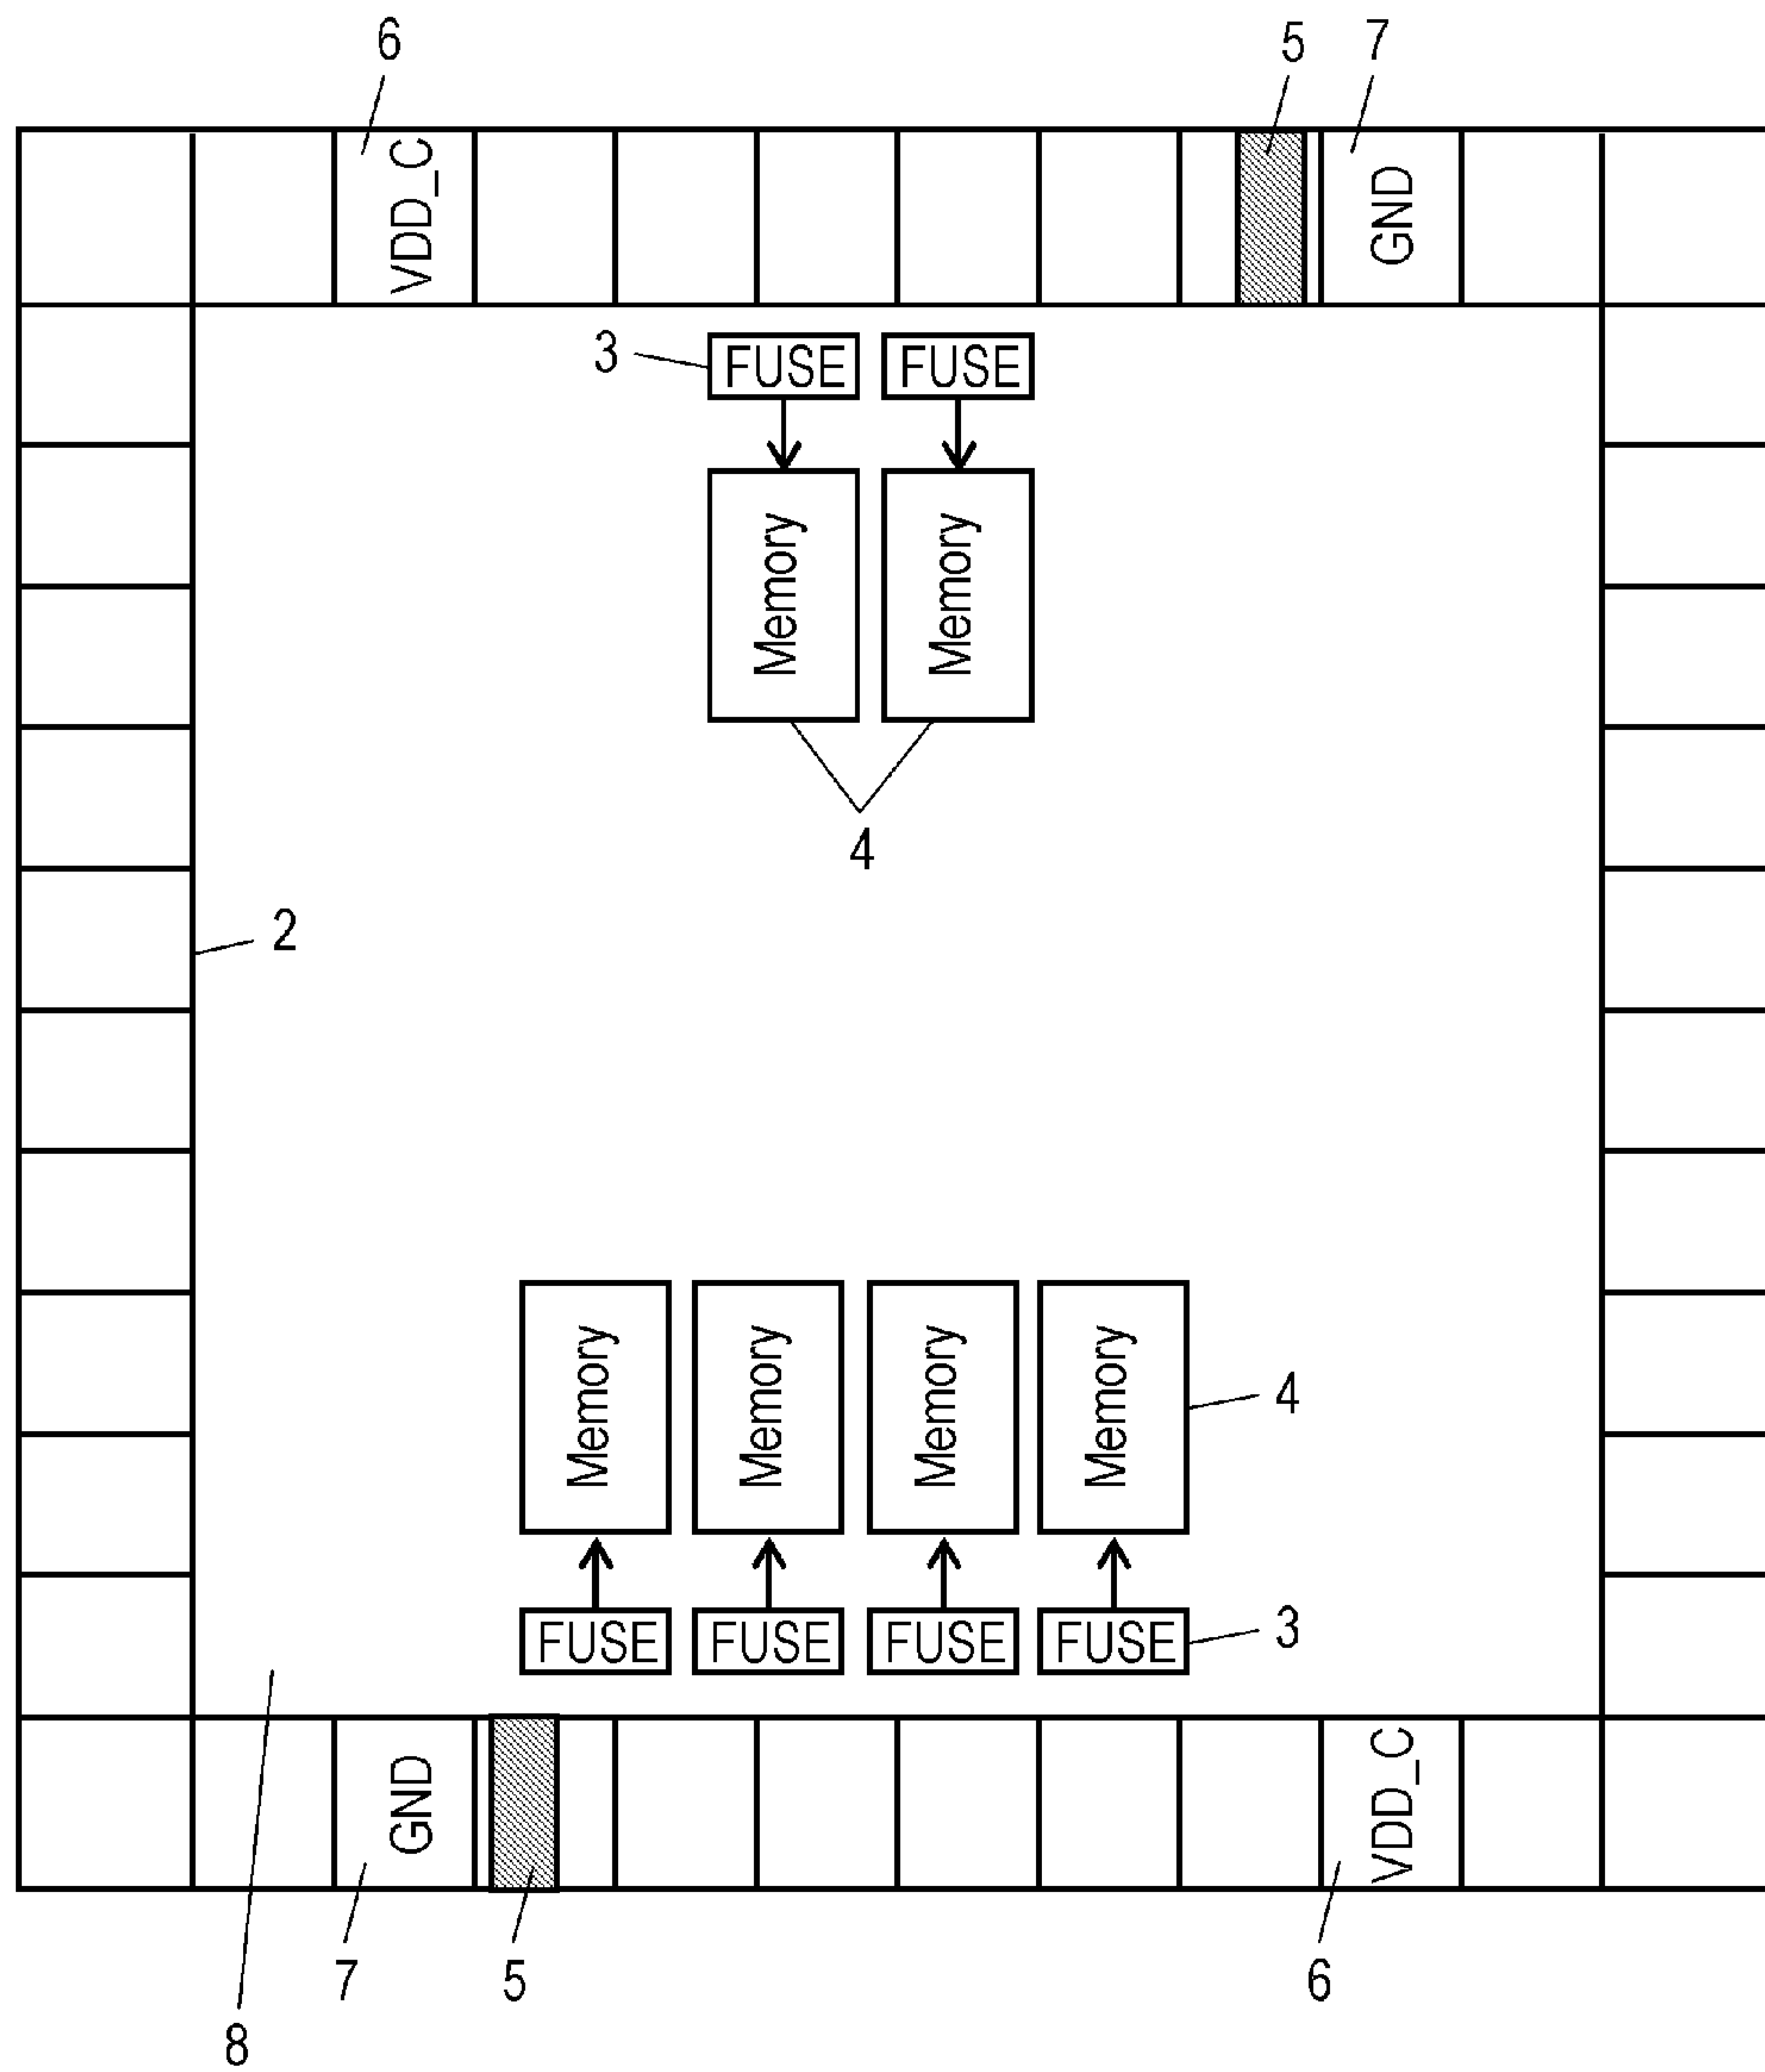 6
5
7
VDD_C
GND
3
FUSE
FUSE
Memory
Memory
4
2
Memory
Memory
Memory
Memory
4
FUSE
FUSE
FUSE
FUSE
3
GND
VDD_C
7
5
6
8